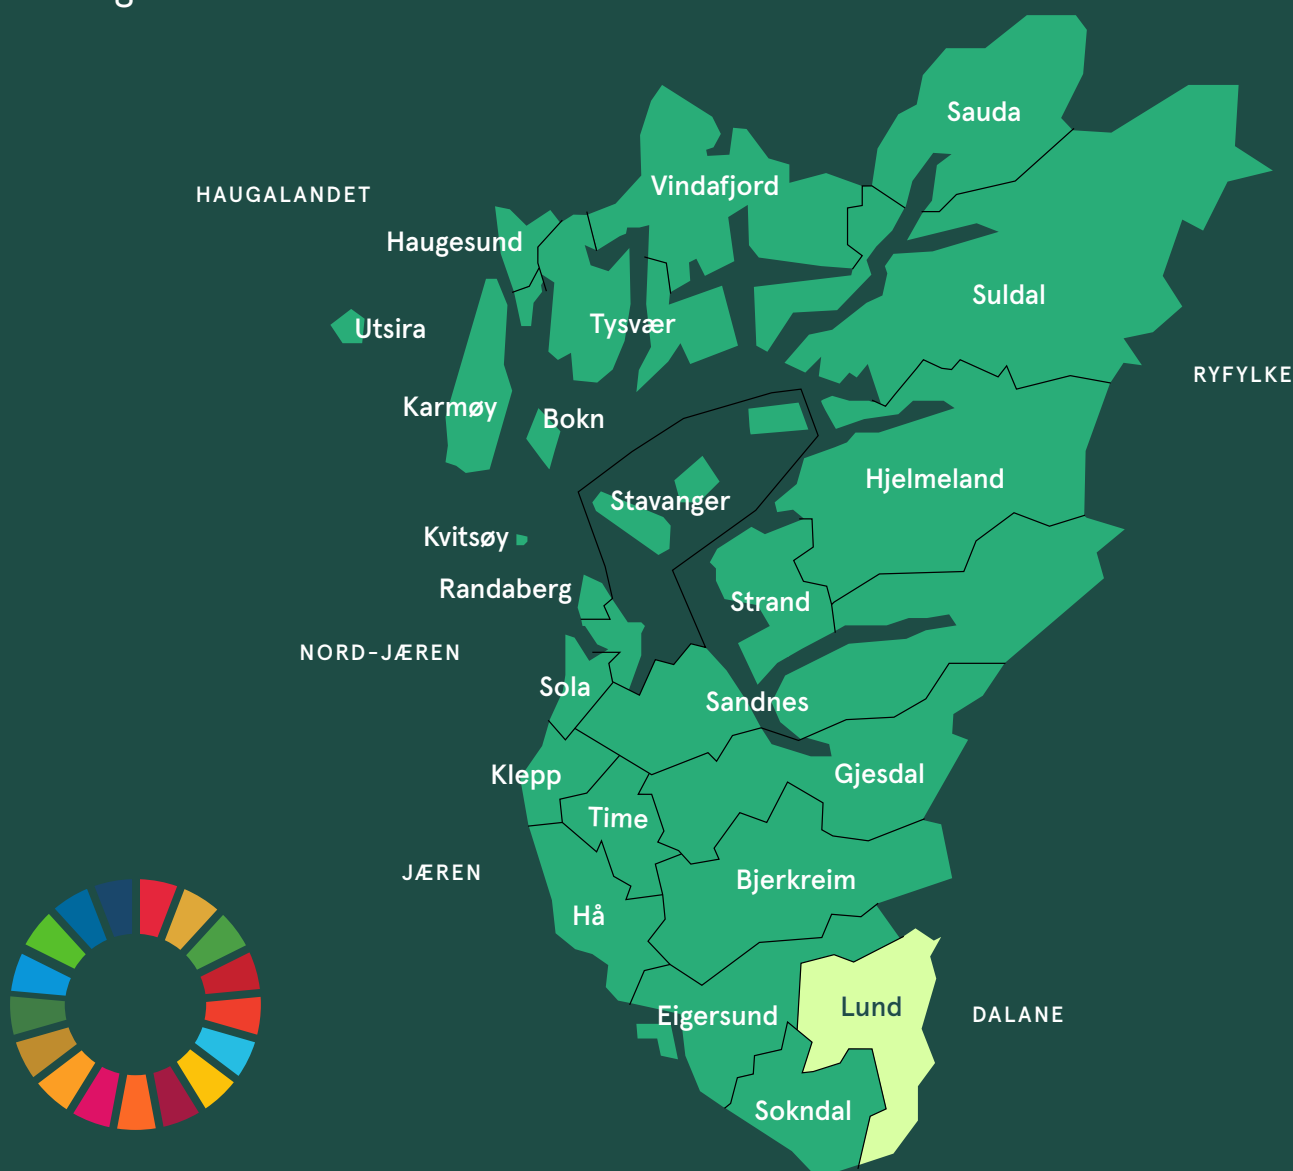 Sauda
Vindafjord
HAUGALANDET
Haugesund
Suldal
Utsira
Tysvær
RYFYLKE
Karmøy
Bokn
Hjelmeland
Stavanger
Kvitsøy
Randaberg
Strand
NORD-JÆREN
Sola
Sandnes
Klepp
Gjesdal
Time
JÆREN
Bjerkreim
Hå
Lund
Eigersund
DALANE
Sokndal